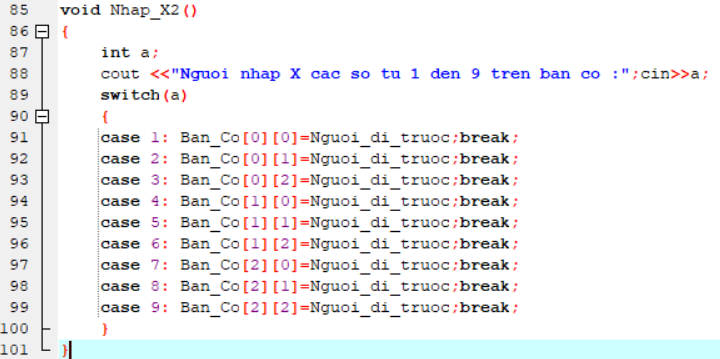 85 void Nhap_X2()
86 {
87 int a;
88 cout <<"Nguoi nhap X cac so tu 1 den 9 tren ban co :";cin>>a;
89 switch(a)
90 {
91 case 1: Ban_Co[0][0]=Nguoi_di_truoc;break;
92 case 2: Ban_Co[0][1]=Nguoi_di_truoc;break;
93 case 3: Ban_Co[0][2]=Nguoi_di_truoc;break;
94 case 4: Ban_Co[1][0]=Nguoi_di_truoc;break;
95 case 5: Ban_Co[1][1]=Nguoi_di_truoc;break;
96 case 6: Ban_Co[1][2]=Nguoi_di_truoc;break;
97 case 7: Ban_Co[2][0]=Nguoi_di_truoc;break;
98 case 8: Ban_Co[2][1]=Nguoi_di_truoc;break;
99 case 9: Ban_Co[2][2]=Nguoi_di_truoc;break;
100 }
101 }